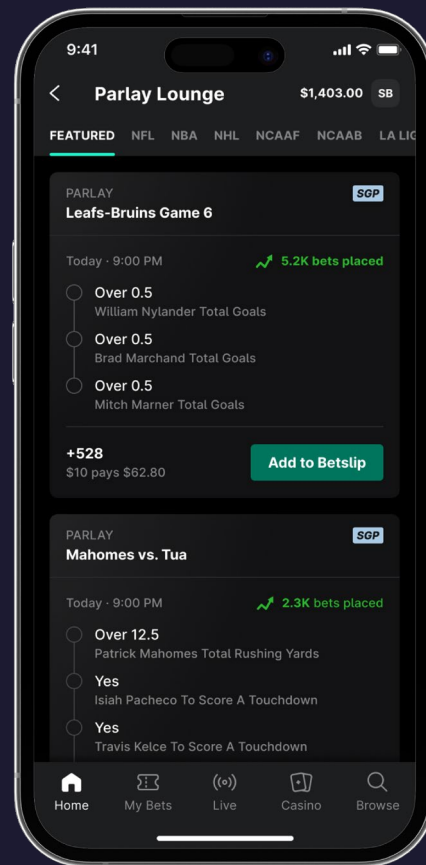 9:41
Parlay Lounge
$1,403.00
SB
FEATURED NFL NBA NHL NCAAF NCAAB LA LIG
PARLAY
SGP
Leafs-Bruins Game 6
Today · 9:00 PM
5.2K bets placed
Over 0.5
William Nylander Total Goals
Over 0.5
Brad Marchand Total Goals
Over 0.5
Mitch Marner Total Goals
+528
$10 pays $62.80
Add to Betslip
PARLAY
SGP
Mahomes vs. Tua
Today · 9:00 PM
2.3K bets placed
Over 12.5
Patrick Mahomes Total Rushing Yards
Yes
Isiah Pacheco To Score A Touchdown
Yes
Travis Kelce To Score A Touchdown
Home
My Bets
Live
Casino
Browse